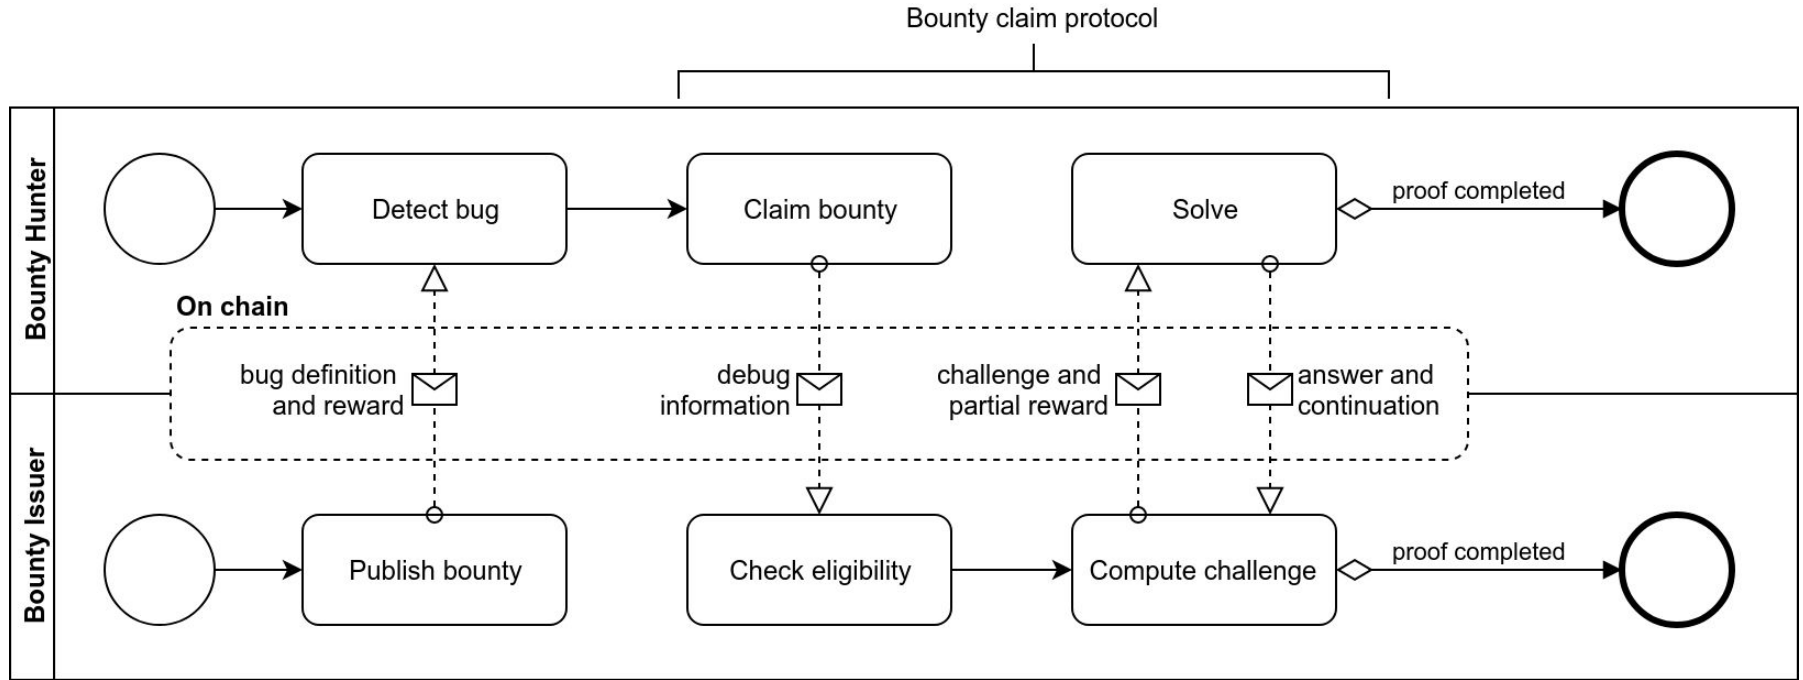 Bounty claim protocol
Bounty Hunter
Detect bug
Claim bounty
Solve
proof completed
On chain
bug definition
and reward
debug
information
challenge and
partial reward
answer and
continuation
Bounty Issuer
Publish bounty
Check eligibility
Compute challenge
proof completed